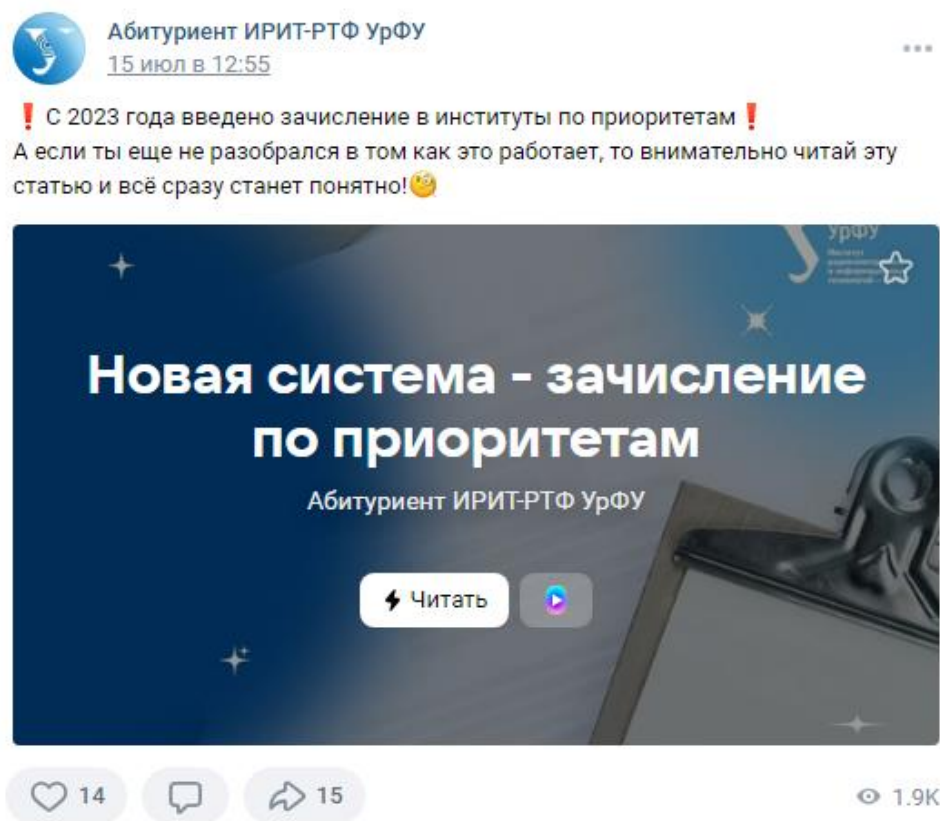 Абитуриент ИРИТ-РТФ УрФУ
15 июл в 12:55
❗ С 2023 года введено зачисление в институты по приоритетам ❗
А если ты еще не разобрался в том как это работает, то внимательно читай эту
статью и всё сразу станет понятно!🧐
УрФУ
Новая система - зачисление
по приоритетам
Абитуриент ИРИТ-РТФ УрФУ
Читать
14
15
1.9K